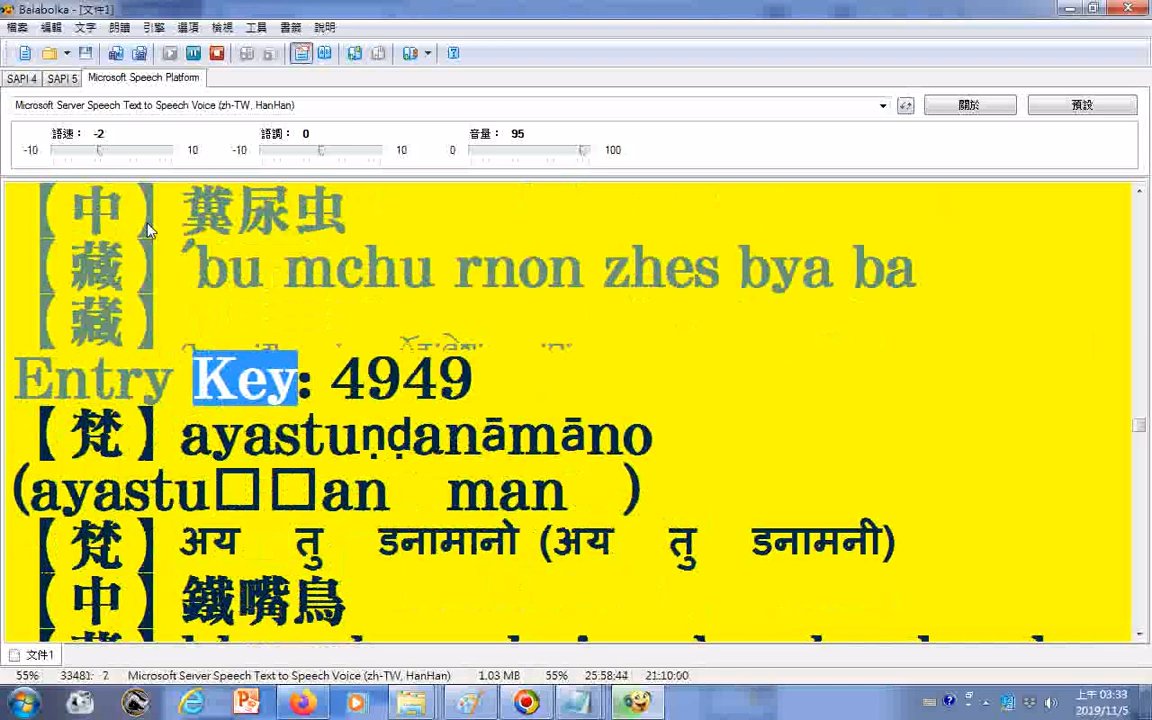 Balabolka - [文件1]
檔案 編輯 文字 朗讀 引擎 選項 檢視 工具 書籤 說明
SAPI 4 SAPI 5 Microsoft Speech Platform
Microsoft Server Speech Text to Speech Voice (zh-TW, HanHan) 關於 預設
語速： -2 語調： 0 音量： 95
-10 10 -10 10 0 100
【中】 糞尿虫
【藏】 'bu mchu rnon zhes bya ba
【藏】
Entry Key: 4949
【梵】 ayastuṇḍanāmāno
(ayastu□□an man )
【梵】 अय तु डनामानो (अय तु डनामनी)
【中】 鐵嘴鳥
文件1
55% 33481: 2 Microsoft Server Speech Text to Speech Voice (zh-TW, HanHan) 1.03 MB 55% 25:58:44 21:10:00
上午 03:33
2019/11/5